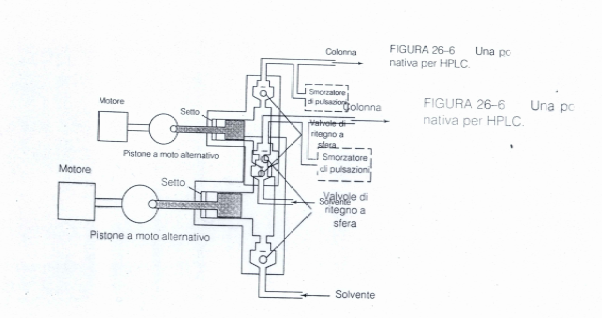 Colonna
FIGURA 26–6 Una po
nativa per HPLC.
Smorzatore
di pulsazioni
Colonna
FIGURA 26–6 Una po
nativa per HPLC.
Motore
Setto
Valvole di
ritegno a
sfera
Smorzatore
di pulsazioni
Pistone a moto alternativo
Motore
Setto
Solvente
Valvole di
ritegno a
sfera
Pistone a moto alternativo
Solvente